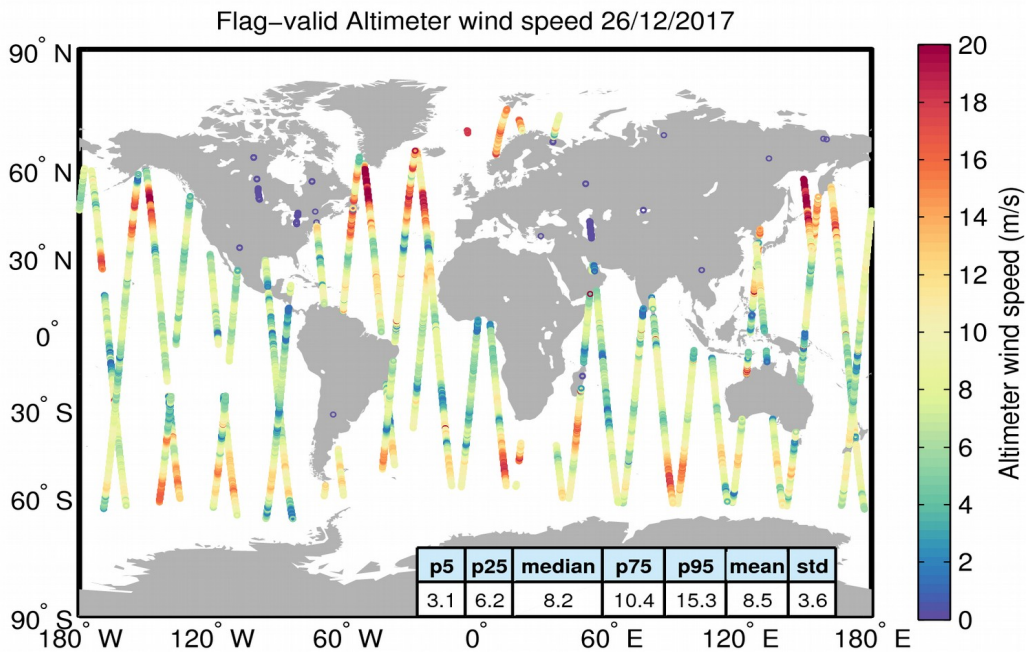 Flag−valid Altimeter wind speed 26/12/2017
90° N
60° N
30° N
0°
30° S
60° S
90° S
180° W
120° W
60° W
0°
60° E
120° E
180° E
p5 p25 median p75 p95 mean std
3.1 6.2 8.2 10.4 15.3 8.5 3.6
20
18
16
14
12
10
8
6
4
2
0
Altimeter wind speed (m/s)